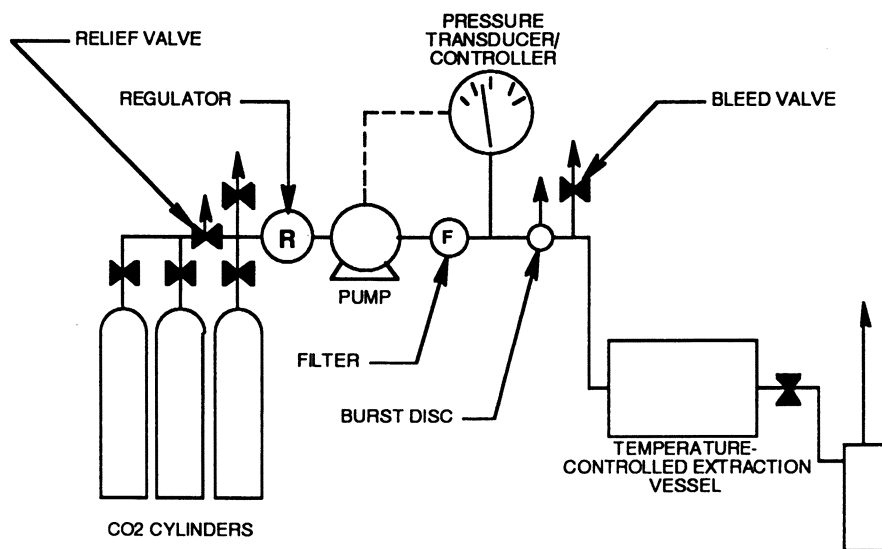 PRESSURE
TRANSDUCER/
CONTROLLER
RELIEF VALVE
REGULATOR
BLEED VALVE
R
F
PUMP
FILTER
BURST DISC
TEMPERATURE-
CONTROLLED EXTRACTION
VESSEL
CO2 CYLINDERS